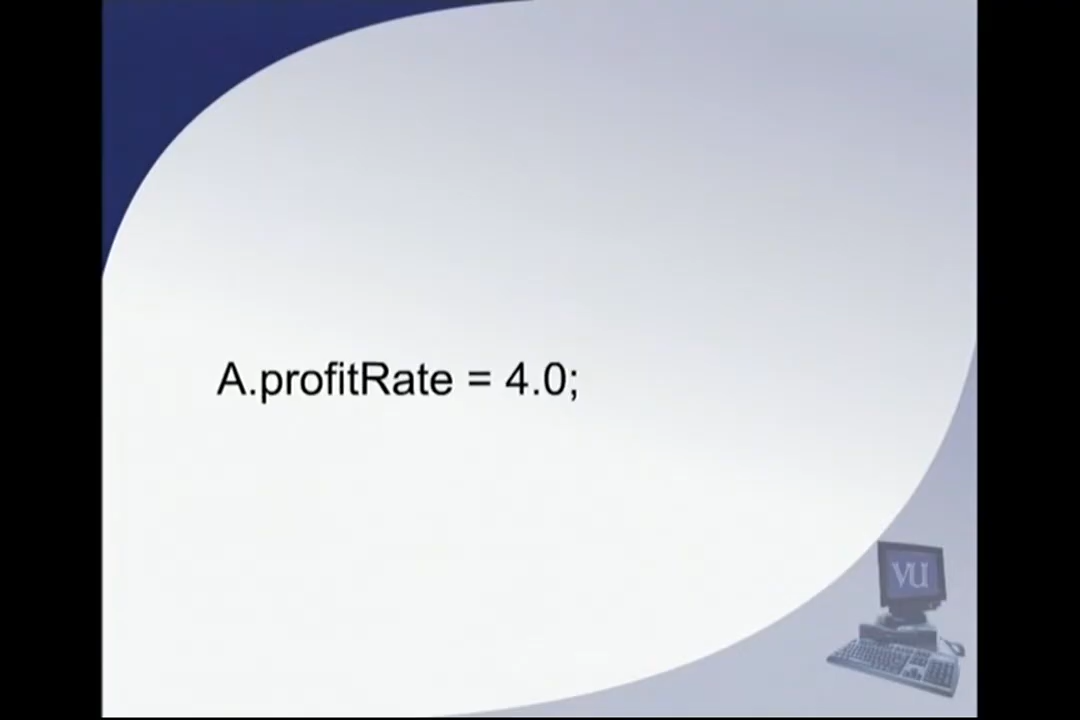 A.profitRate = 4.0;
VU